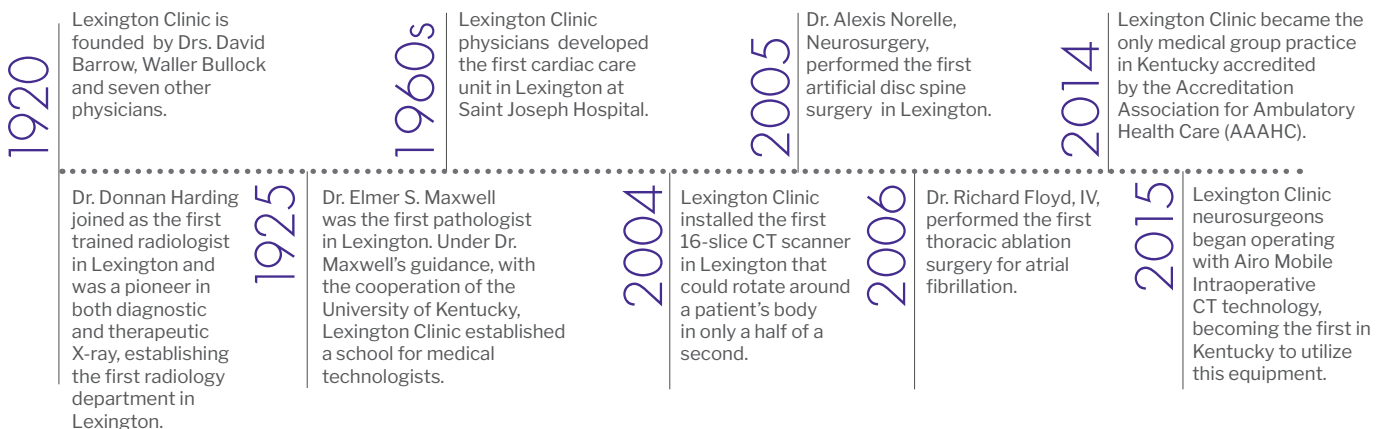 1920
Lexington Clinic is
founded by Drs. David
Barrow, Waller Bullock
and seven other
physicians.
Dr. Donnan Harding
joined as the first
trained radiologist
in Lexington and
was a pioneer in
both diagnostic
and therapeutic
X-ray, establishing
the first radiology
department in
Lexington.
1925
Dr. Elmer S. Maxwell
was the first pathologist
in Lexington. Under Dr.
Maxwell's guidance, with
the cooperation of the
University of Kentucky,
Lexington Clinic established
a school for medical
technologists.
1960s
Lexington Clinic
physicians developed
the first cardiac care
unit in Lexington at
Saint Joseph Hospital.
2004
Lexington Clinic
installed the first
16-slice CT scanner
in Lexington that
could rotate around
a patient's body
in only a half of a
second.
2005
Dr. Alexis Norelle,
Neurosurgery,
performed the first
artificial disc spine
surgery in Lexington.
2006
Dr. Richard Floyd, IV,
performed the first
thoracic ablation
surgery for atrial
fibrillation.
2014
Lexington Clinic became the
only medical group practice
in Kentucky accredited
by the Accreditation
Association for Ambulatory
Health Care (AAAHC).
2015
Lexington Clinic
neurosurgeons
began operating
with Airo Mobile
Intraoperative
CT technology,
becoming the first in
Kentucky to utilize
this equipment.